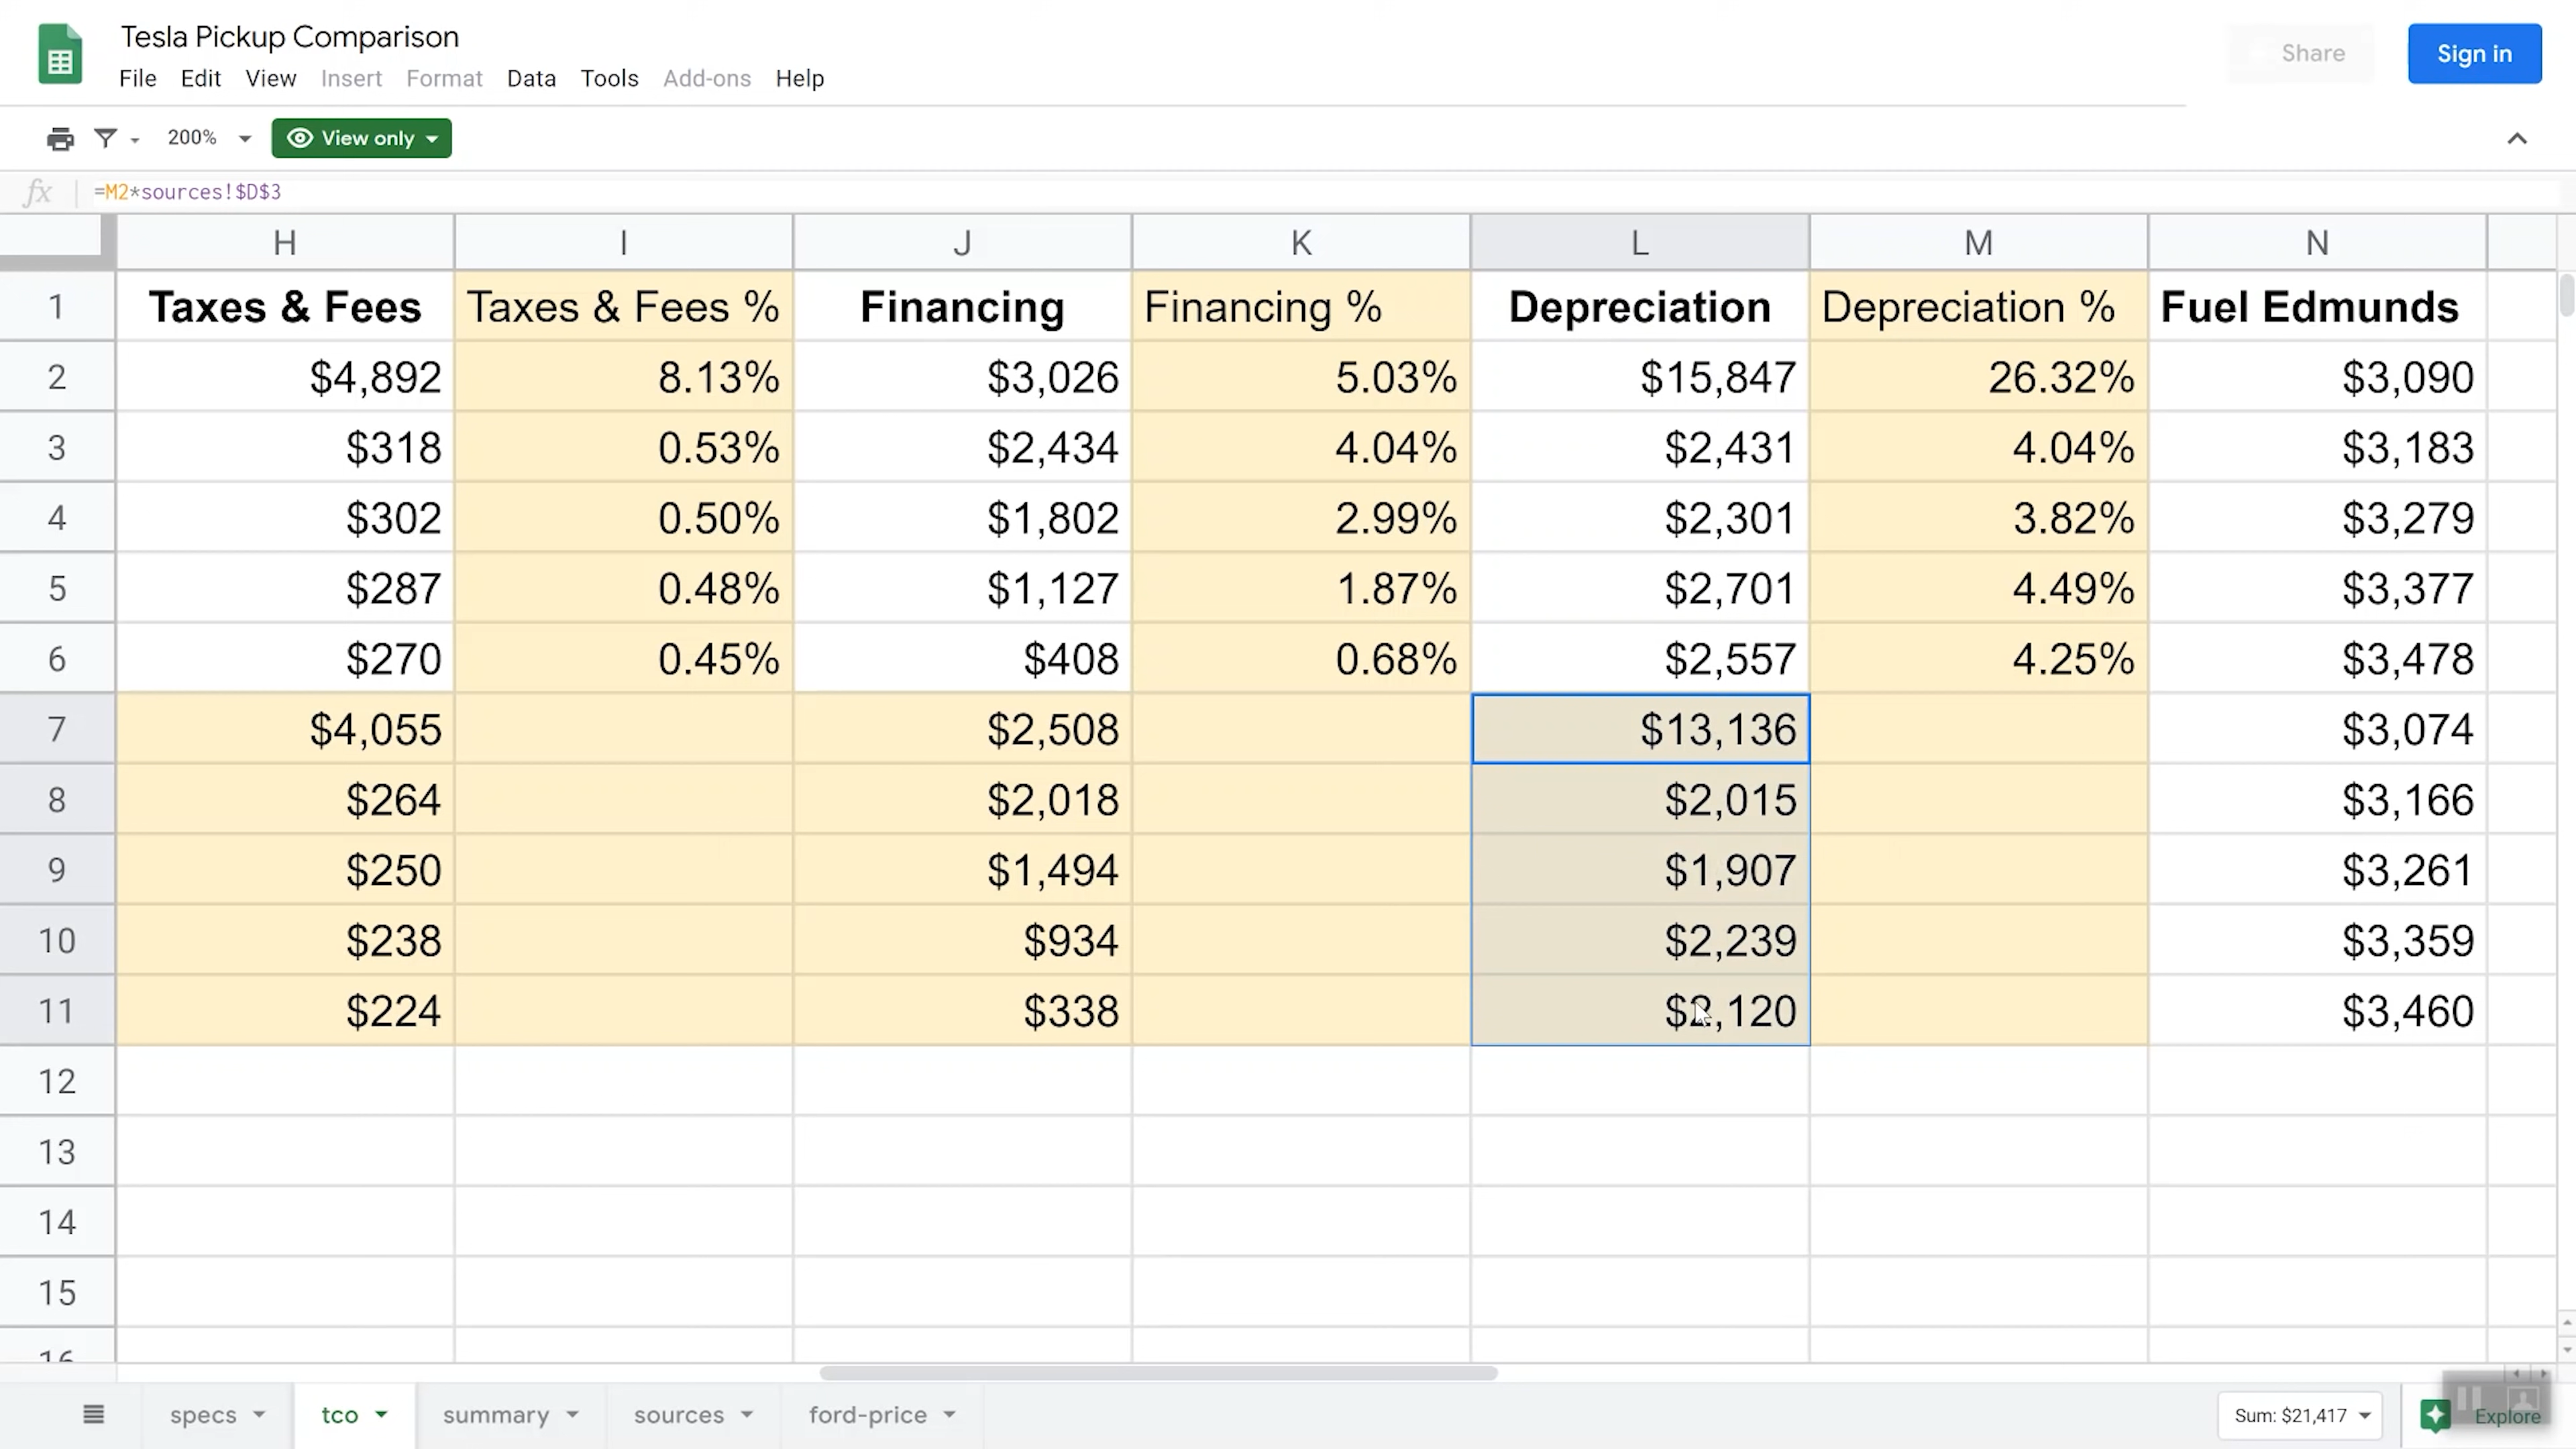 Tesla Pickup Comparison
File Edit View Insert Format Data Tools Add-ons Help
Share
Sign in
200%
View only
fx =M2*sources!$D$3
H I J K L M N
1 Taxes & Fees Taxes & Fees % Financing Financing % Depreciation Depreciation % Fuel Edmunds
2 $4,892 8.13% $3,026 5.03% $15,847 26.32% $3,090
3 $318 0.53% $2,434 4.04% $2,431 4.04% $3,183
4 $302 0.50% $1,802 2.99% $2,301 3.82% $3,279
5 $287 0.48% $1,127 1.87% $2,701 4.49% $3,377
6 $270 0.45% $408 0.68% $2,557 4.25% $3,478
7 $4,055 $2,508 $13,136 $3,074
8 $264 $2,018 $2,015 $3,166
9 $250 $1,494 $1,907 $3,261
10 $238 $934 $2,239 $3,359
11 $224 $338 $2,120 $3,460
12
13
14
15
16
specs tco summary sources ford-price Sum: $21,417 Explore